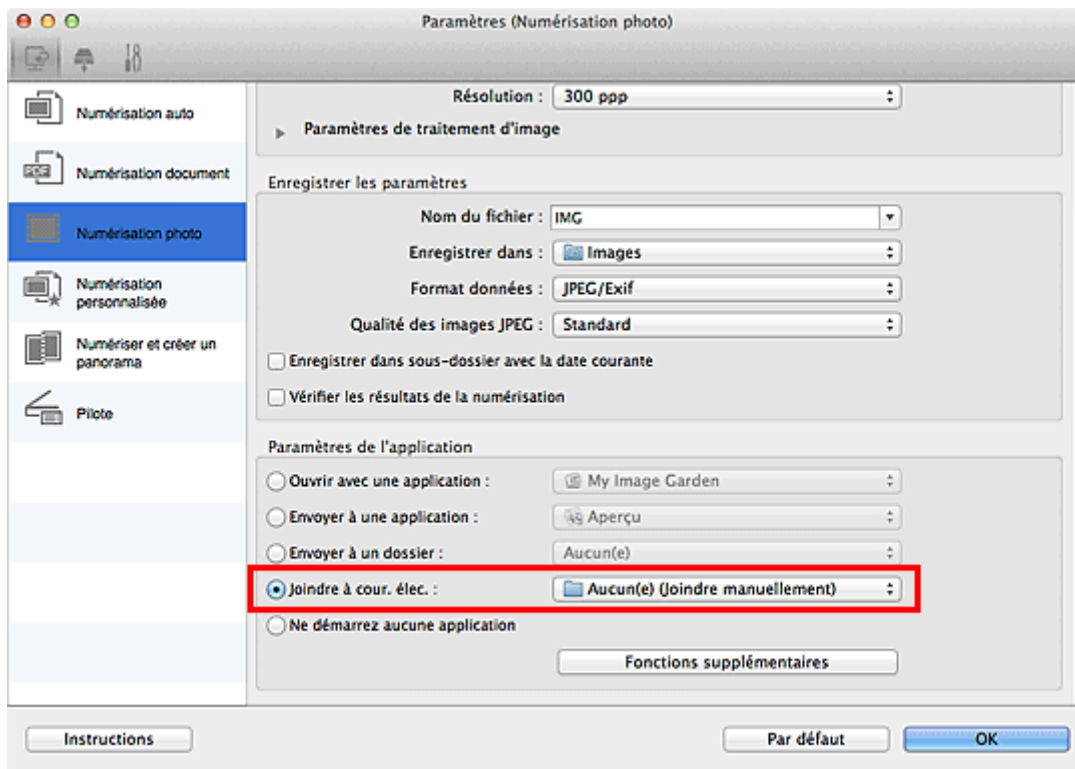 Paramètres (Numérisation photo)
Numérisation auto
PDF
Numérisation document
Numérisation photo
Numérisation
personnalisée
Numériser et créer un
panorama
Pilote
Résolution : 300 ppp
Paramètres de traitement d'image
Enregistrer les paramètres
Nom du fichier : IMG
Enregistrer dans : Images
Format données : JPEG/Exif
Qualité des images JPEG : Standard
Enregistrer dans sous-dossier avec la date courante
Vérifier les résultats de la numérisation
Paramètres de l'application
Ouvrir avec une application : My Image Garden
Envoyer à une application : Aperçu
Envoyer à un dossier : Aucun(e)
Joindre à cour. élec. : Aucun(e) (Joindre manuellement)
Ne démarrez aucune application
Fonctions supplémentaires
Instructions
Par défaut
OK